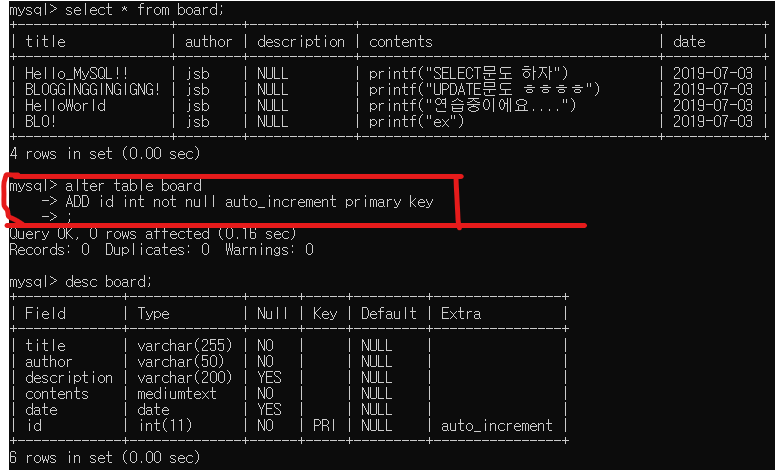 mysql> select * from board;
+------------------+--------+-------------+-----------------------------+------------+
| title | author | description | contents | date |
+------------------+--------+-------------+-----------------------------+------------+
| Hello_MySQL!! | jsb | NULL | printf("SELECT문도 하자") | 2019-07-03 |
| BLOGGINGGINGIGNG! | jsb | NULL | printf("UPDATE문도 ㅎㅎㅎㅎ") | 2019-07-03 |
| HelloWorld | jsb | NULL | printf("연습중이에요....") | 2019-07-03 |
| BLO! | jsb | NULL | printf("ex") | 2019-07-03 |
+------------------+--------+-------------+-----------------------------+------------+
4 rows in set (0.00 sec)
mysql> alter table board
-> ADD id int not null auto_increment primary key
-> ;
Query OK, 0 rows affected (0.16 sec)
Records: 0 Duplicates: 0 Warnings: 0
mysql> desc board;
+-------------+--------------+------+-----+---------+----------------+
| Field | Type | Null | Key | Default | Extra |
+-------------+--------------+------+-----+---------+----------------+
| title | varchar(255) | NO | | NULL | |
| author | varchar(50) | NO | | NULL | |
| description | varchar(200) | YES | | NULL | |
| contents | mediumtext | NO | | NULL | |
| date | date | YES | | NULL | |
| id | int(11) | NO | PRI | NULL | auto_increment |
+-------------+--------------+------+-----+---------+----------------+
6 rows in set (0.00 sec)